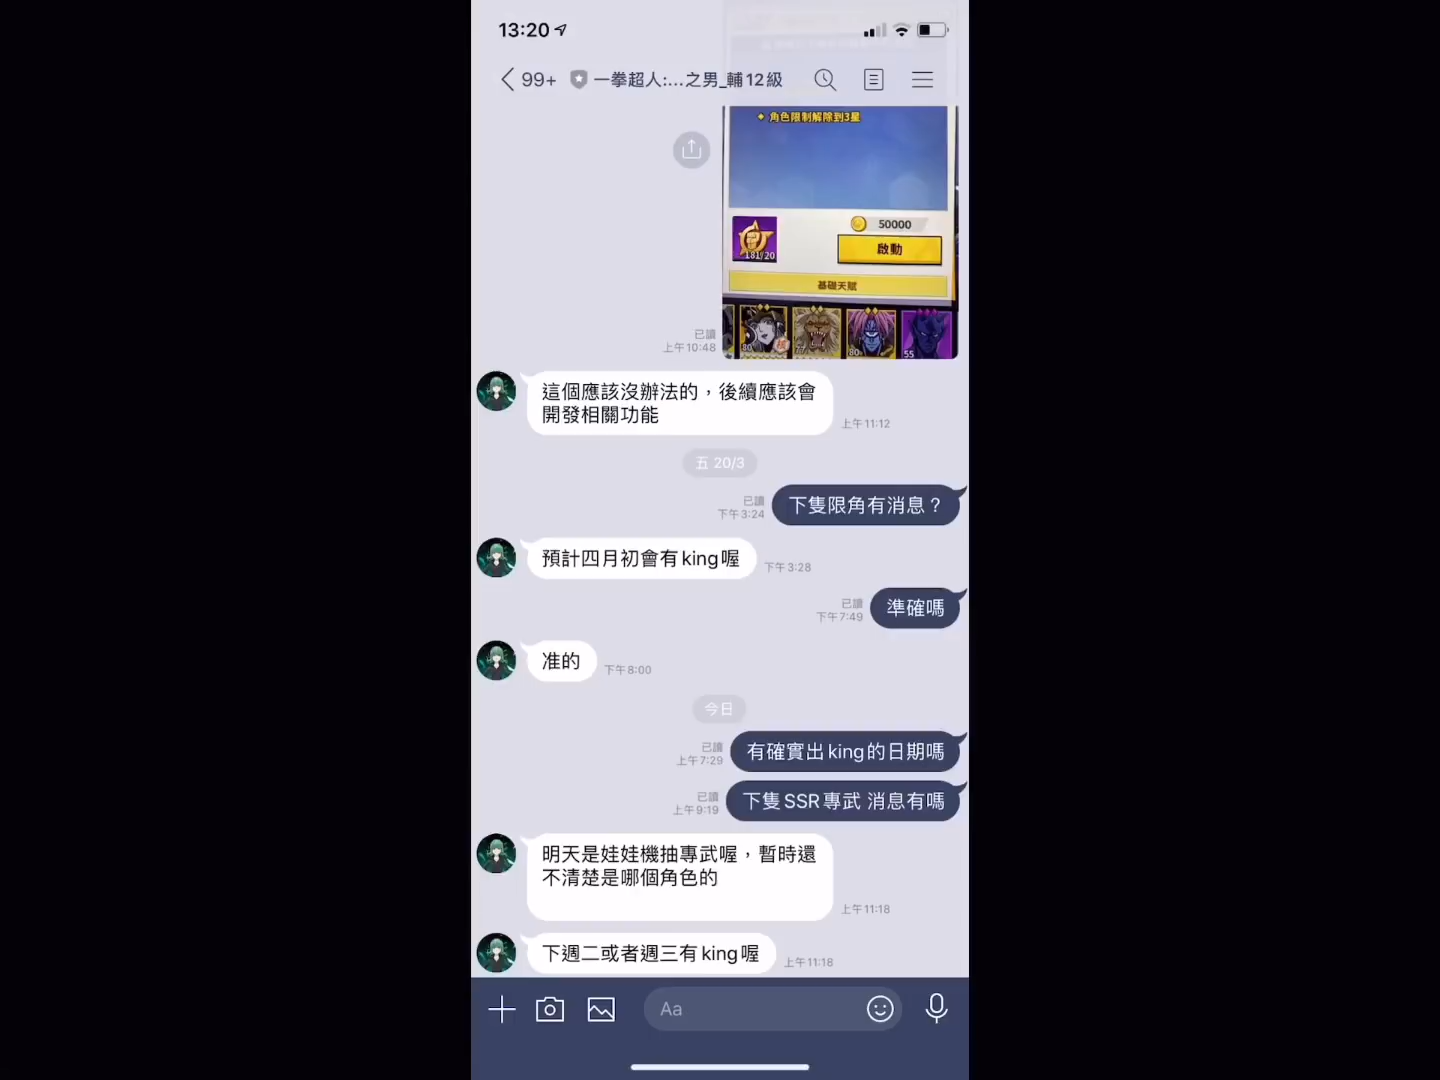 13:20
99+
一拳超人:...之男_輔12級
角色限制解除到3星
50000
181/20
啟動
基礎天賦
80
80
55
已讀
上午10:48
這個應該沒辦法的，後續應該會
開發相關功能
上午11:12
五 20/3
下隻限角有消息？
已讀
下午3:24
預計四月初會有king喔
下午3:28
準確嗎
已讀
下午7:49
准的
下午8:00
今日
有確實出king的日期嗎
已讀
上午7:29
下隻SSR專武 消息有嗎
已讀
上午9:19
明天是娃娃機抽專武喔，暫時還
不清楚是哪個角色的
上午11:18
下週二或者週三有king喔
上午11:18
Aa